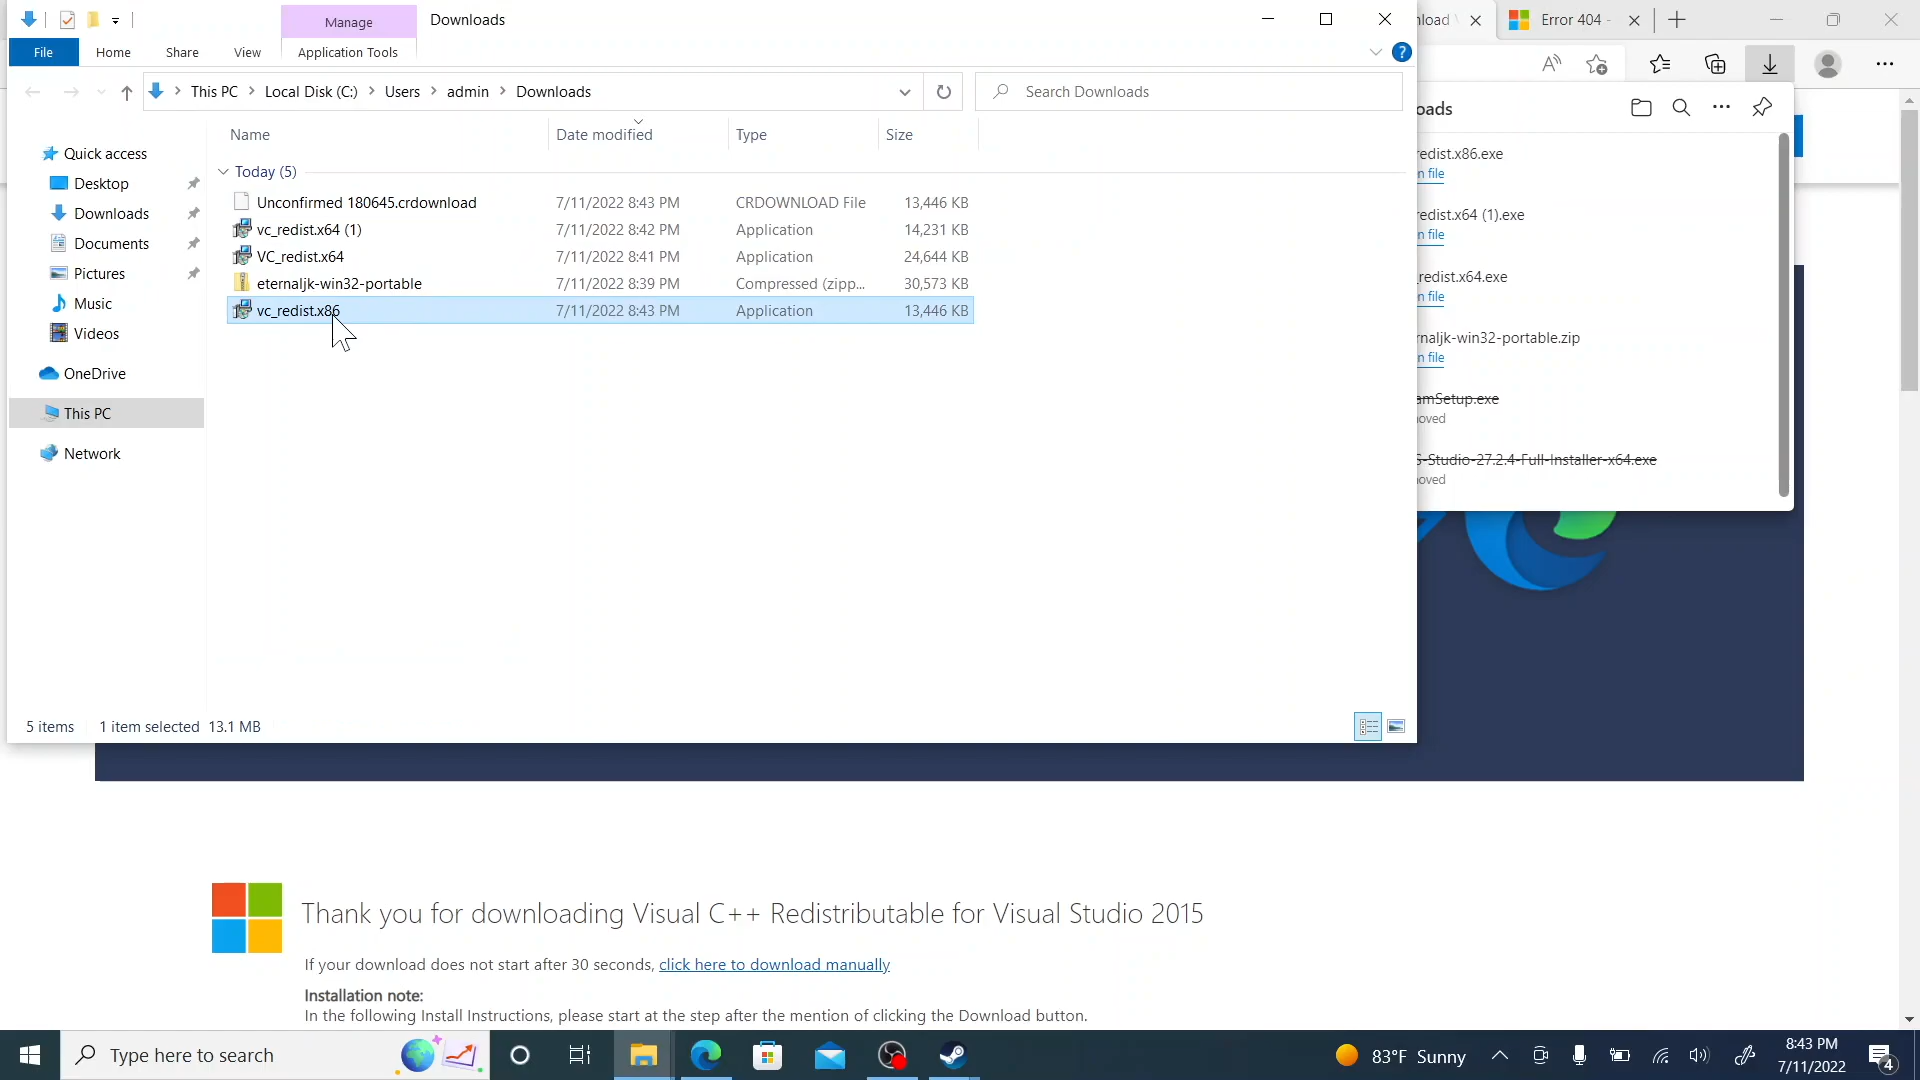 Manage
Downloads
File
Home
Share
View
Application Tools
This PC
Local Disk (C:)
Users
admin
Downloads
Search Downloads
Name
Date modified
Type
Size
Quick access
Desktop
Downloads
Documents
Pictures
Music
Videos
OneDrive
This PC
Network
Today (5)
Unconfirmed 180645.crdownload 7/11/2022 8:43 PM CRDOWNLOAD File 13,446 KB
vc_redist.x64 (1) 7/11/2022 8:42 PM Application 14,231 KB
VC_redist.x64 7/11/2022 8:41 PM Application 24,644 KB
eternaljk-win32-portable 7/11/2022 8:39 PM Compressed (zipp... 30,573 KB
vc_redist.x86 7/11/2022 8:43 PM Application 13,446 KB
5 items 1 item selected 13.1 MB
nload
Error 404 -
oads
redist.x86.exe
n file
redist.x64 (1).exe
n file
_redist.x64.exe
n file
rnaljk-win32-portable.zip
n file
amSetup.exe
oved
S-Studio-27.2.4-Full-Installer-x64.exe
oved
Thank you for downloading Visual C++ Redistributable for Visual Studio 2015
If your download does not start after 30 seconds, click here to download manually
Installation note:
In the following Install Instructions, please start at the step after the mention of clicking the Download button.
Type here to search
83°F Sunny
8:43 PM
7/11/2022
4